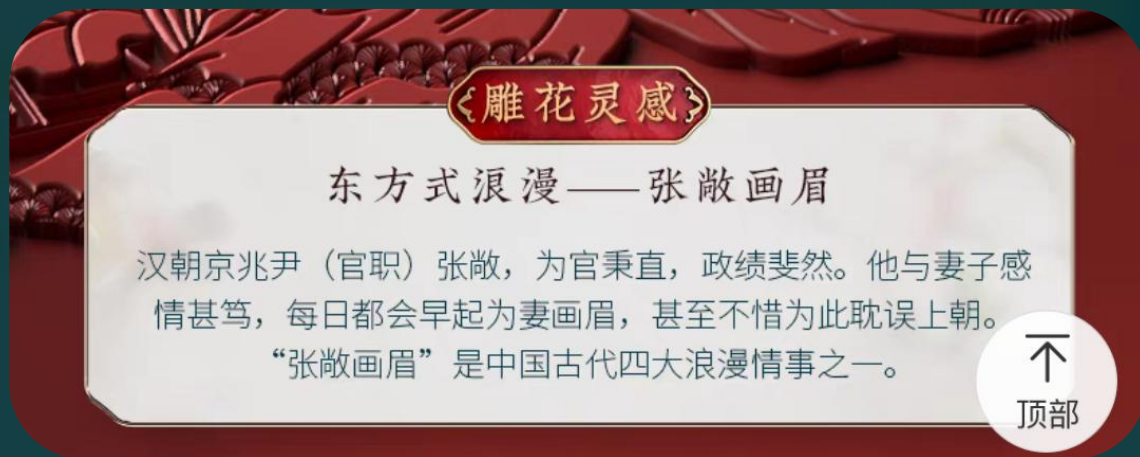 雕花灵感
东方式浪漫——张敞画眉
汉朝京兆尹（官职）张敞，为官秉直，政绩斐然。他与妻子感
情甚笃，每日都会早起为妻画眉，甚至不惜为此耽误上朝。
“张敞画眉”是中国古代四大浪漫情事之一。
顶部